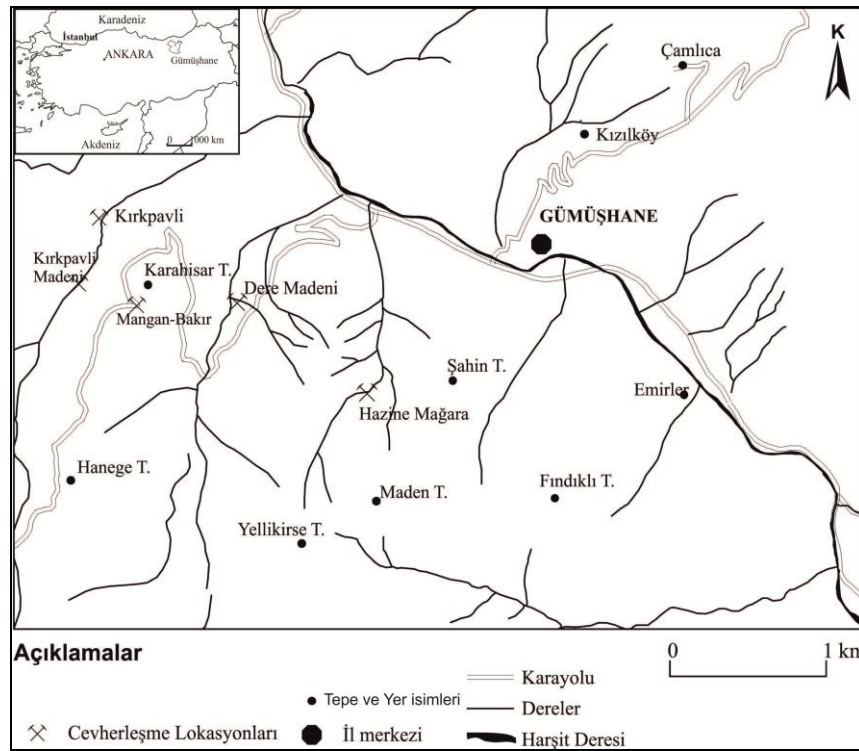 Karadeniz
İstanbul
ANKARA
Gümüşhane
Akdeniz
0 1000 km
K
Çamlıca
Kızılköy
GÜMÜŞHANE
Kırkpavli
Kırkpavli
Madeni
Karahisar T.
Mangan-Bakır
Dere Madeni
Şahin T.
Hazine Mağara
Emirler
Hanege T.
Maden T.
Fındıklı T.
Yellikirse T.
Açıklamalar
0 1 km
Karayolu
Tepe ve Yer isimleri
Dereler
Cevherleşme Lokasyonları
İl merkezi
Harşit Deresi